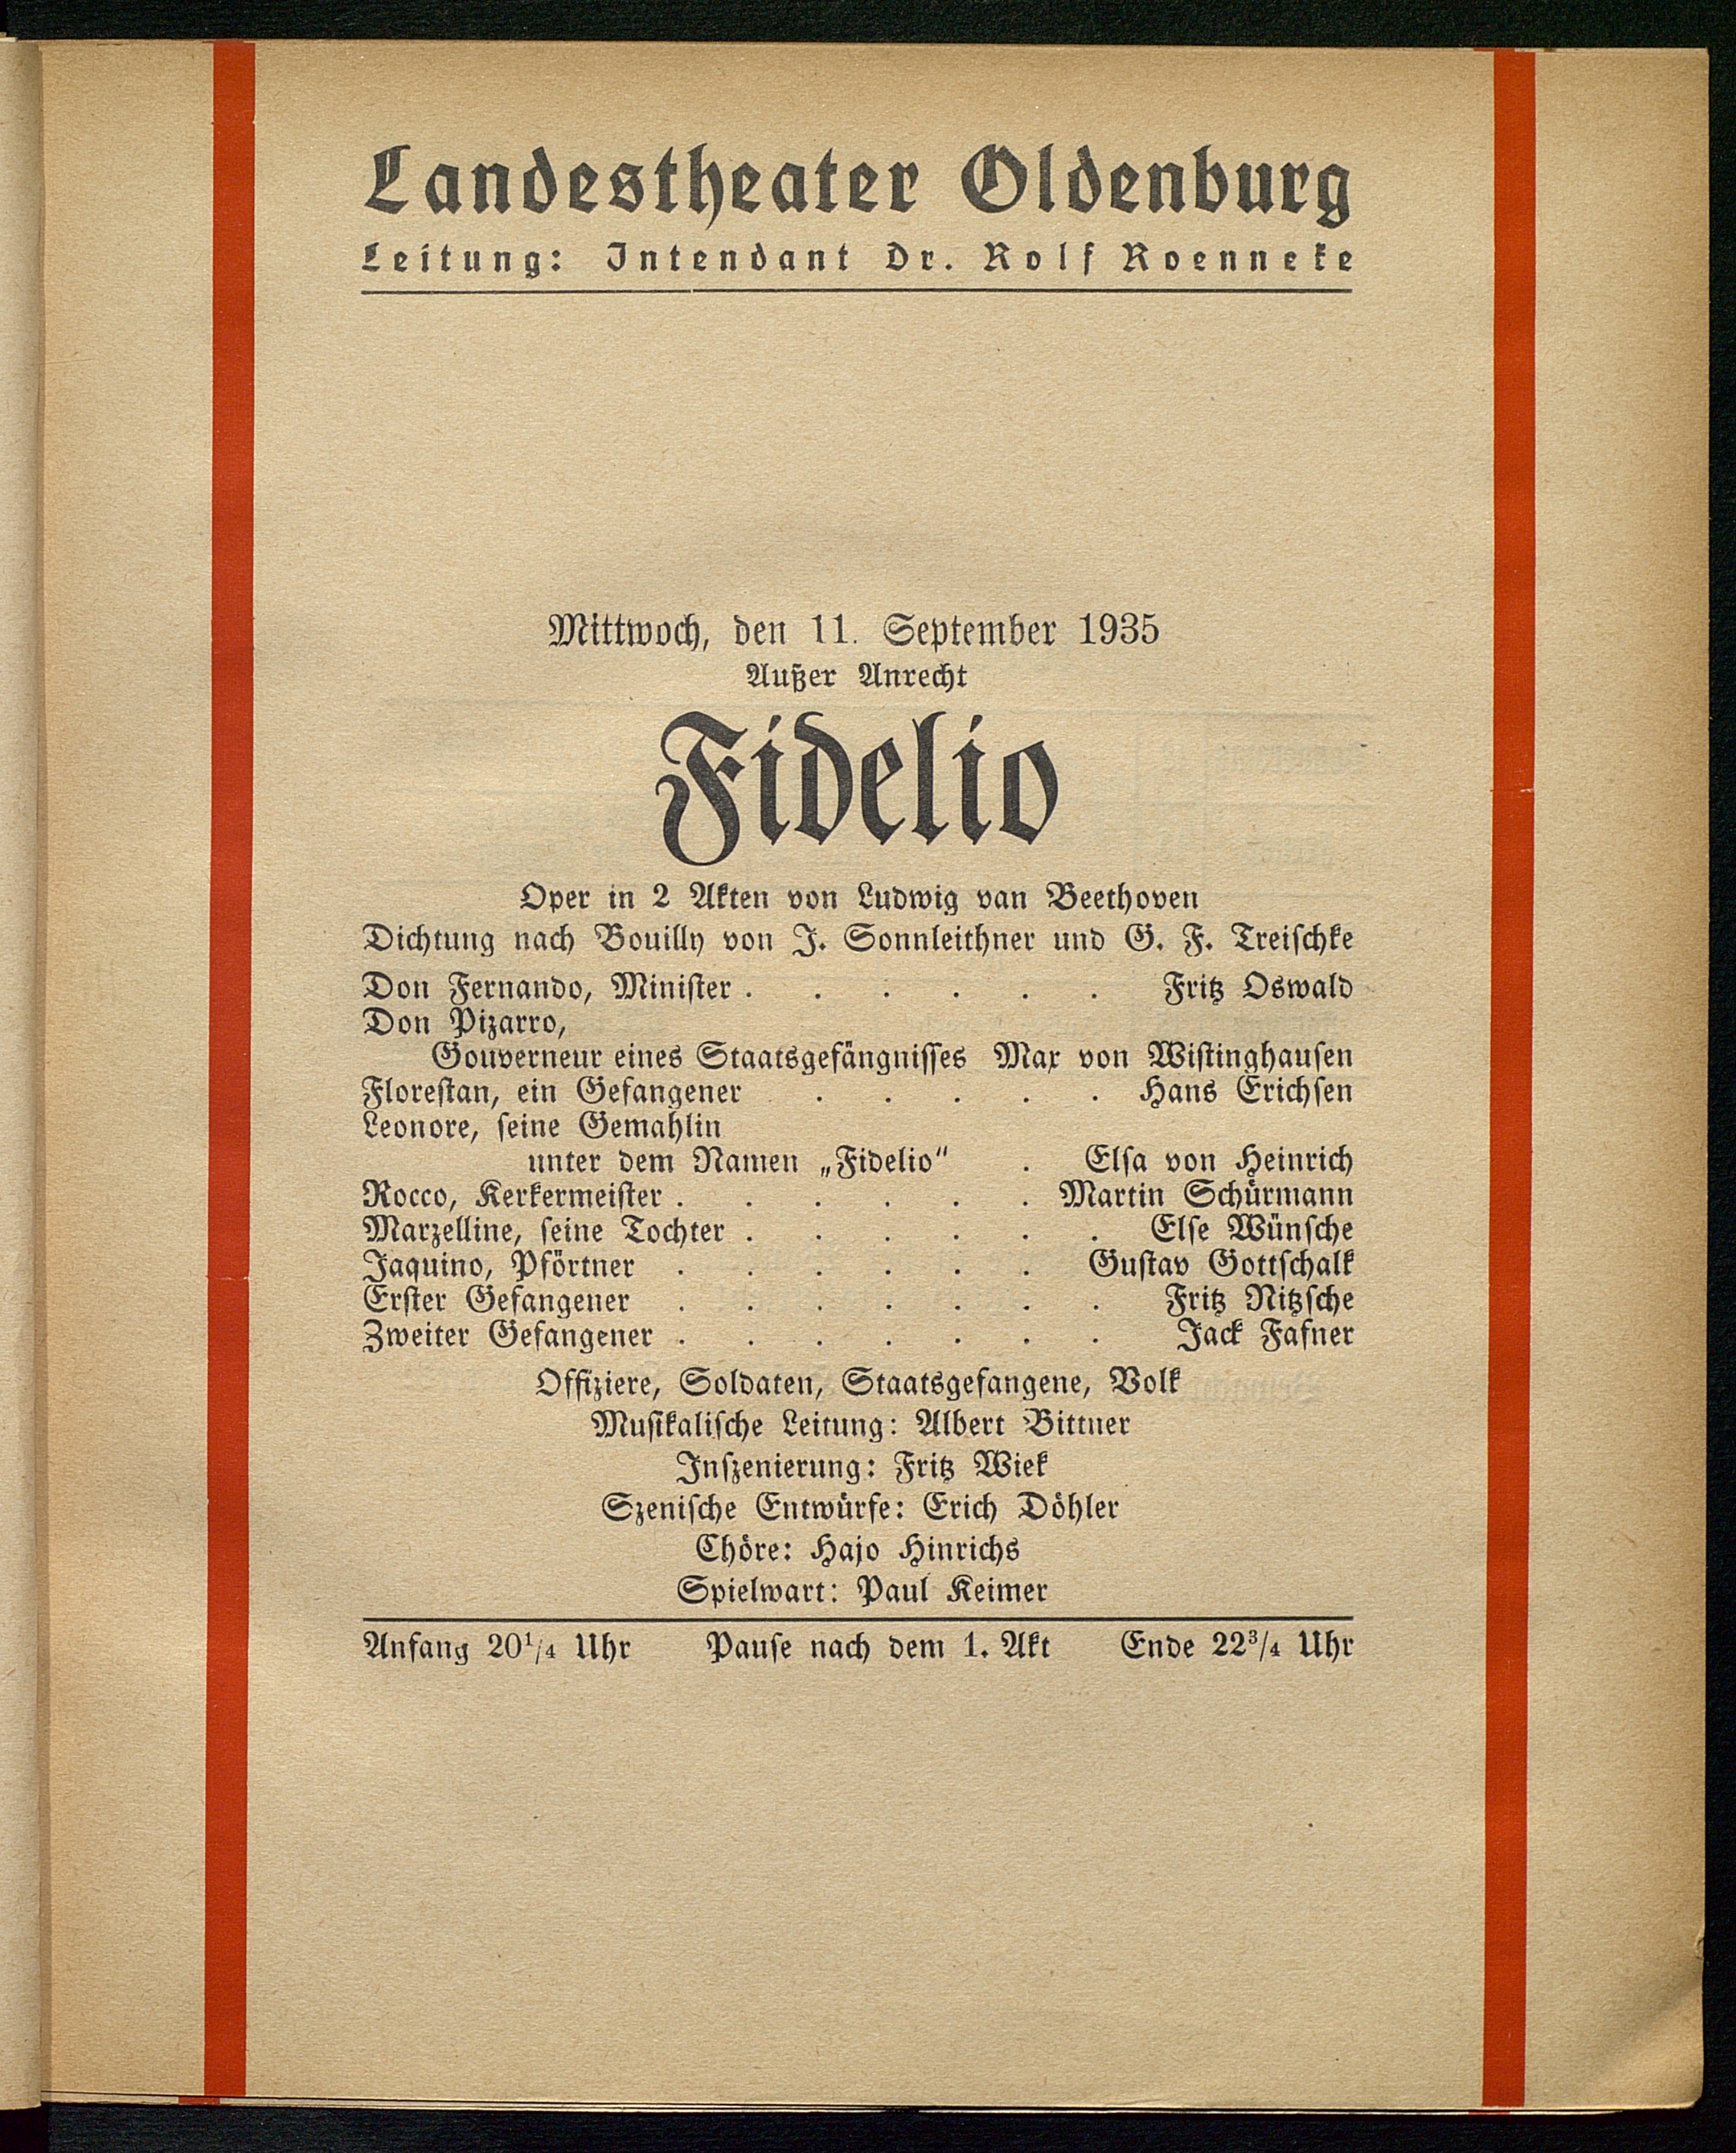 Landestheater Oldenburg
Leitung: Intendant Dr. Rolf Roenneke
Mittwoch, den 11. September 1935
Außer Anrecht
Fidelio
Oper in 2 Akten von Ludwig van Beethoven
Dichtung nach Bouilly von J. Sonnleithner und G. F. Treischke
Don Fernando, Minister . . . . . . Fritz Oswald
Don Pizarro,
Gouverneur eines Staatsgefängnisses Max von Wistinghausen
Florestan, ein Gefangener . . . . . Hans Erichsen
Leonore, seine Gemahlin
unter dem Namen „Fidelio“ . Elsa von Heinrich
Rocco, Kerkermeister . . . . . . Martin Schürmann
Marzelline, seine Tochter . . . . . . Else Wünsche
Jaquino, Pförtner . . . . . . Gustav Gottschalk
Erster Gefangener . . . . . . . Fritz Nitzsche
Zweiter Gefangener . . . . . . . Jack Fafner
Offiziere, Soldaten, Staatsgefangene, Volk
Musikalische Leitung: Albert Bittner
Inszenierung: Fritz Wiek
Szenische Entwürfe: Erich Döhler
Chöre: Hajo Hinrichs
Spielwart: Paul Keimer
Anfang 20¹/₄ Uhr Pause nach dem 1. Akt Ende 22³/₄ Uhr